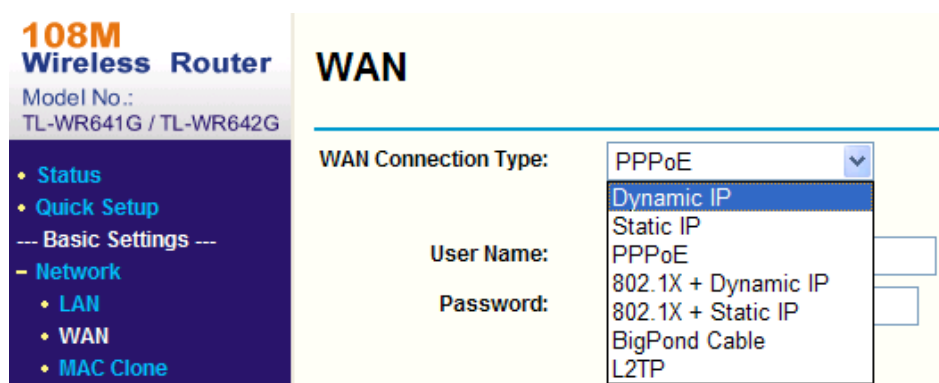 108M
Wireless Router
Model No.:
TL-WR641G / TL-WR642G
• Status
• Quick Setup
--- Basic Settings ---
– Network
• LAN
• WAN
• MAC Clone
WAN
WAN Connection Type:
PPPoE
Dynamic IP
Static IP
PPPoE
802.1X + Dynamic IP
802.1X + Static IP
BigPond Cable
L2TP
User Name:
Password: